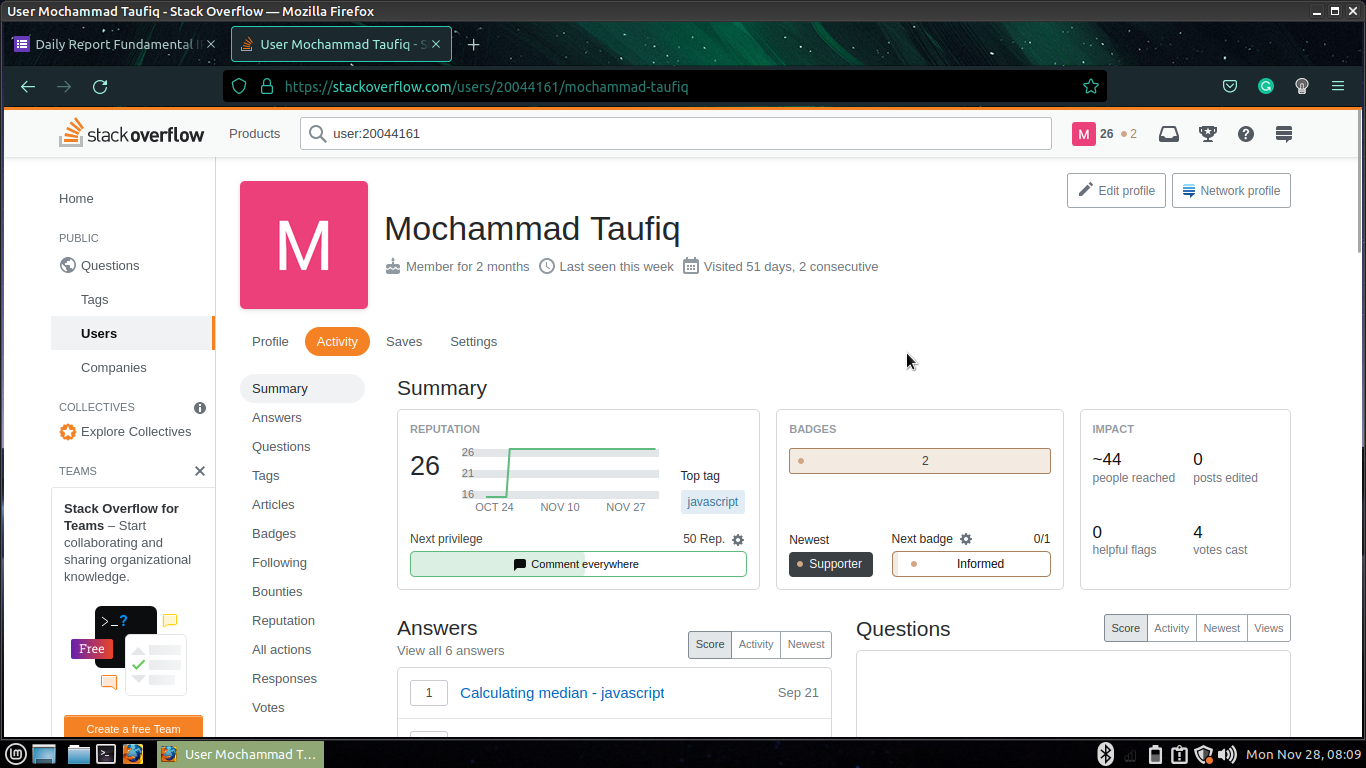 User Mochammad Taufiq - Stack Overflow — Mozilla Firefox
Daily Report Fundamental
User Mochammad Taufiq - S
https://stackoverflow.com/users/20044161/mochammad-taufiq
stackoverflow
Products
user:20044161
M 26 2
Home
PUBLIC
Questions
Tags
Users
Companies
COLLECTIVES
Explore Collectives
TEAMS
Stack Overflow for
Teams – Start
collaborating and
sharing organizational
knowledge.
>_?
Free
Create a free Team
M
Mochammad Taufiq
Member for 2 months Last seen this week Visited 51 days, 2 consecutive
Edit profile
Network profile
Profile Activity Saves Settings
Summary
Answers
Questions
Tags
Articles
Badges
Following
Bounties
Reputation
All actions
Responses
Votes
Summary
REPUTATION
26
26
21
16
OCT 24 NOV 10 NOV 27
Top tag
javascript
Next privilege 50 Rep.
Comment everywhere
BADGES
2
Newest
Supporter
Next badge 0/1
Informed
IMPACT
~44
people reached
0
posts edited
0
helpful flags
4
votes cast
Answers
View all 6 answers
Score Activity Newest
1 Calculating median - javascript Sep 21
Questions
Score Activity Newest Views
User Mochammad T...
Mon Nov 28, 08:09